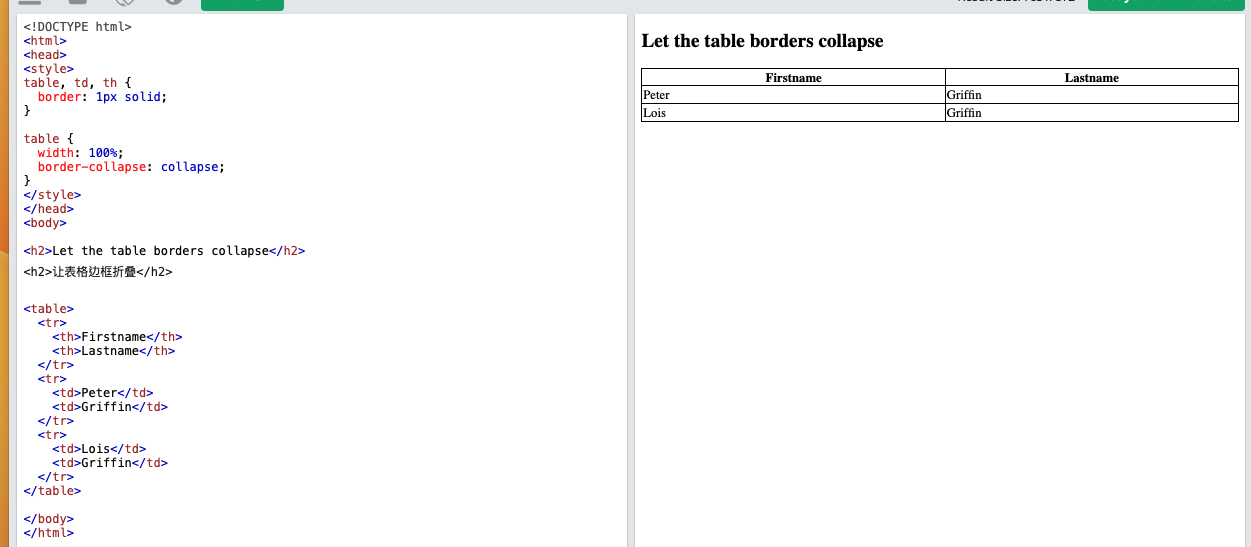 <!DOCTYPE html>
<html>
<head>
<style>
table, td, th {
  border: 1px solid;
}
table {
  width: 100%;
  border-collapse: collapse;
}
</style>
</head>
<body>
<h2>Let the table borders collapse</h2>
<h2>让表格边框折叠</h2>
<table>
  <tr>
    <th>Firstname</th>
    <th>Lastname</th>
  </tr>
  <tr>
    <td>Peter</td>
    <td>Griffin</td>
  </tr>
  <tr>
    <td>Lois</td>
    <td>Griffin</td>
  </tr>
</table>
</body>
</html>
Let the table borders collapse
Firstname Lastname
Peter Griffin
Lois Griffin